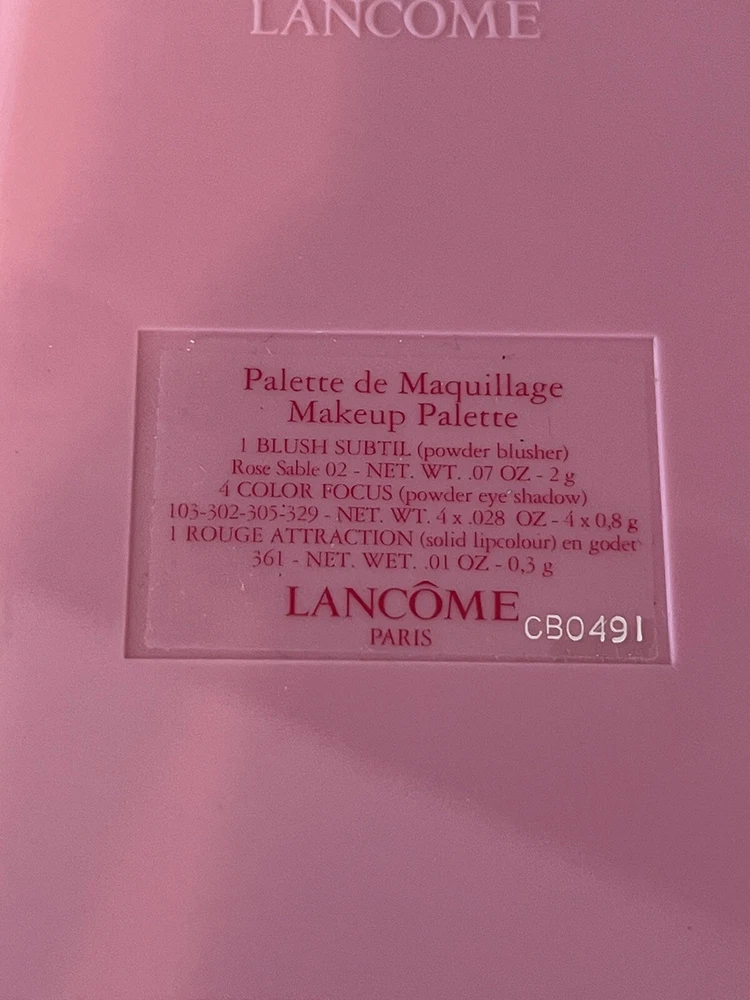 LANCÔME
Palette de Maquillage
Makeup Palette
1 BLUSH SUBTIL (powder blusher)
Rose Sable 02 - NET. WT. .07 OZ - 2 g
4 COLOR FOCUS (powder eye shadow)
103-302-305-329 - NET. WT. 4 x .028 OZ - 4 x 0,8 g
1 ROUGE ATTRACTION (solid lipcolour) en godet
361 - NET. WET. .01 OZ - 0,3 g
LANCÔME
PARIS
CB0491